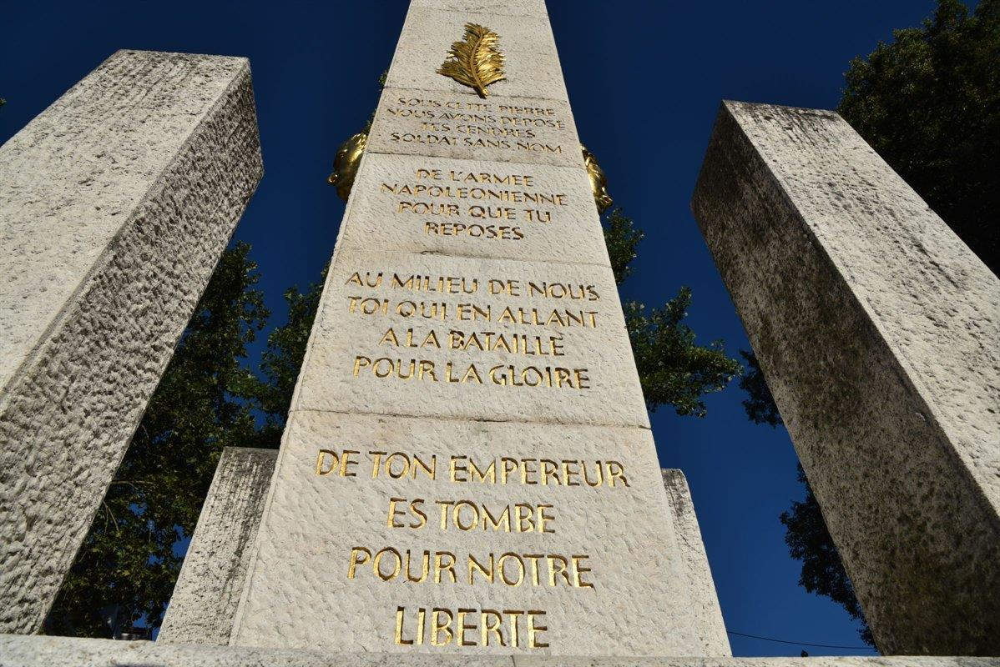 SOUS CETTE PIERRE
NOUS AVONS DEPOSE
TES CENDRES
SOLDAT SANS NOM
DE L'ARMEE
NAPOLEONIENNE
POUR QUE TU
REPOSES
AU MILIEU DE NOUS
TOI QUI EN ALLANT
A LA BATAILLE
POUR LA GLOIRE
DE TON EMPEREUR
ES TOMBE
POUR NOTRE
LIBERTE